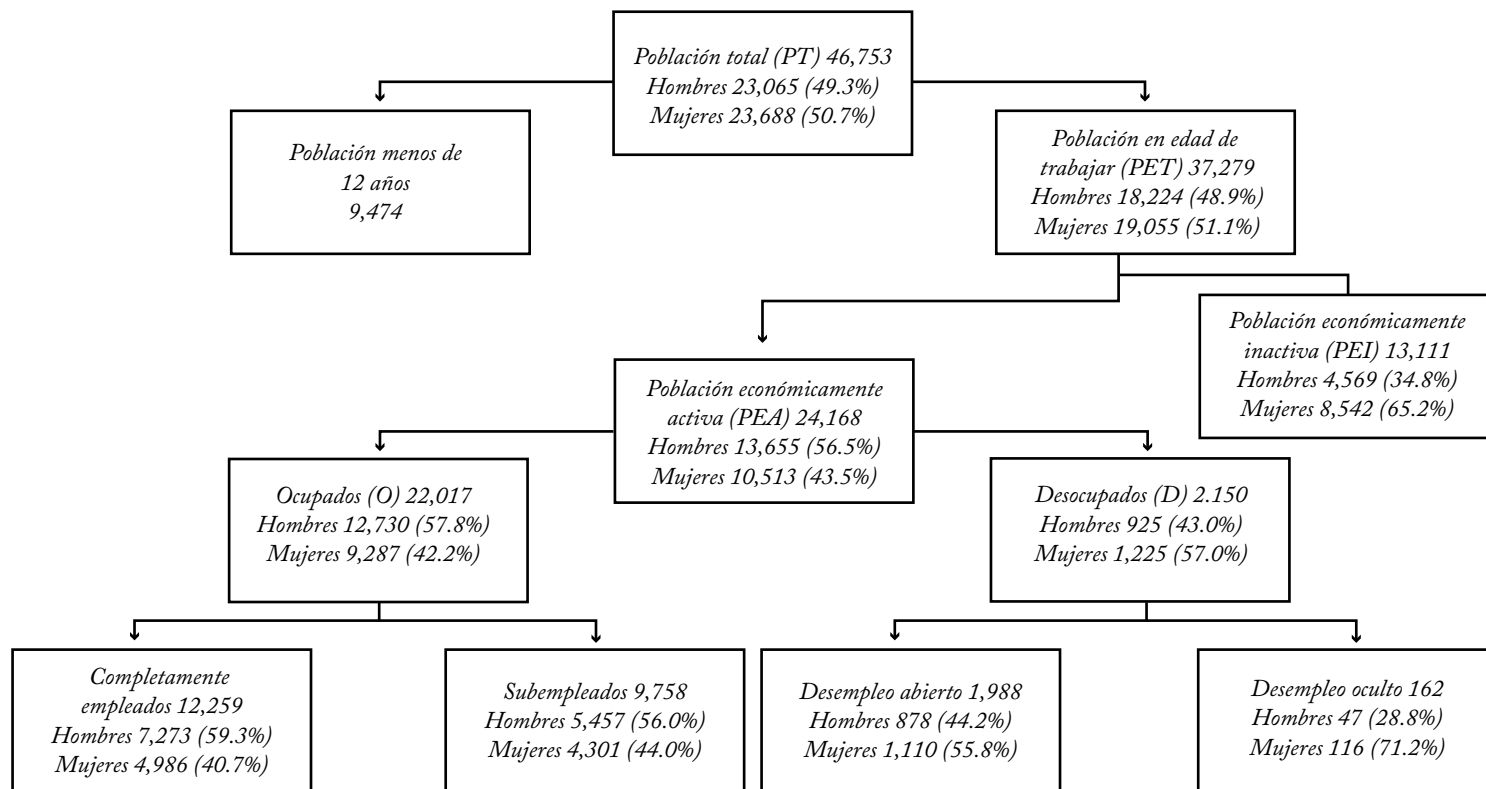 Población total (PT) 46,753
Hombres 23,065 (49.3%)
Mujeres 23,688 (50.7%)
Población menos de
12 años
9,474
Población en edad de
trabajar (PET) 37,279
Hombres 18,224 (48.9%)
Mujeres 19,055 (51.1%)
Población económicamente
inactiva (PEI) 13,111
Hombres 4,569 (34.8%)
Mujeres 8,542 (65.2%)
Población económicamente
activa (PEA) 24,168
Hombres 13,655 (56.5%)
Mujeres 10,513 (43.5%)
Ocupados (O) 22,017
Hombres 12,730 (57.8%)
Mujeres 9,287 (42.2%)
Desocupados (D) 2.150
Hombres 925 (43.0%)
Mujeres 1,225 (57.0%)
Completamente
empleados 12,259
Hombres 7,273 (59.3%)
Mujeres 4,986 (40.7%)
Subempleados 9,758
Hombres 5,457 (56.0%)
Mujeres 4,301 (44.0%)
Desempleo abierto 1,988
Hombres 878 (44.2%)
Mujeres 1,110 (55.8%)
Desempleo oculto 162
Hombres 47 (28.8%)
Mujeres 116 (71.2%)